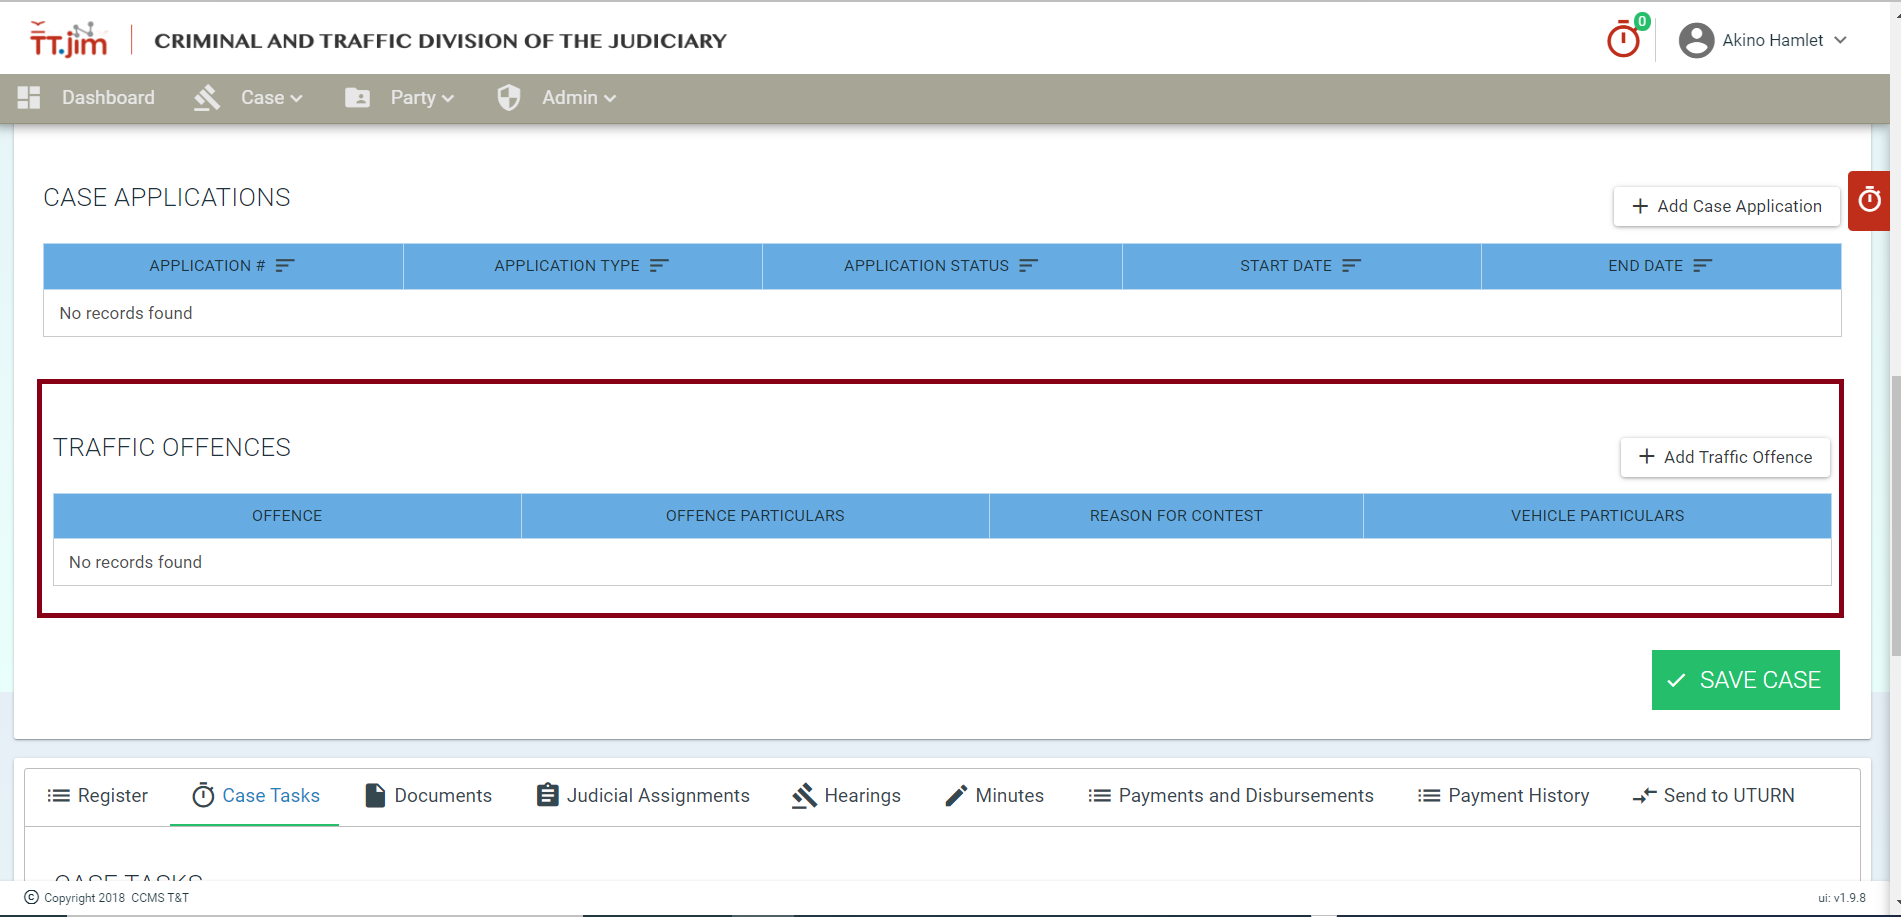 TT.jim
CRIMINAL AND TRAFFIC DIVISION OF THE JUDICIARY
0
Akino Hamlet
Dashboard
Case
Party
Admin
CASE APPLICATIONS
Add Case Application
APPLICATION #
APPLICATION TYPE
APPLICATION STATUS
START DATE
END DATE
No records found
TRAFFIC OFFENCES
Add Traffic Offence
OFFENCE
OFFENCE PARTICULARS
REASON FOR CONTEST
VEHICLE PARTICULARS
No records found
SAVE CASE
Register
Case Tasks
Documents
Judicial Assignments
Hearings
Minutes
Payments and Disbursements
Payment History
Send to UTURN
CASE TASKS
© Copyright 2018 CCMS T&T
ui: v1.9.8